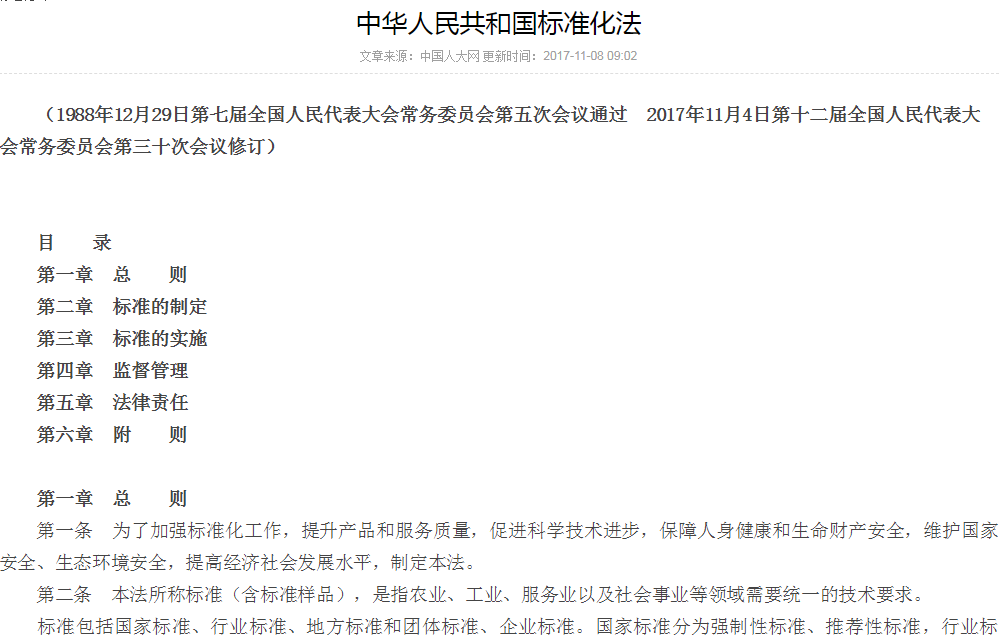 中华人民共和国标准化法
文章来源：中国人大网 更新时间：2017-11-08 09:02
（1988年12月29日第七届全国人民代表大会常务委员会第五次会议通过　2017年11月4日第十二届全国人民代表大
会常务委员会第三十次会议修订）
目　　录
第一章　总　　则
第二章　标准的制定
第三章　标准的实施
第四章　监督管理
第五章　法律责任
第六章　附　　则
第一章　总　　则
第一条　为了加强标准化工作，提升产品和服务质量，促进科学技术进步，保障人身健康和生命财产安全，维护国家
安全、生态环境安全，提高经济社会发展水平，制定本法。
第二条　本法所称标准（含标准样品），是指农业、工业、服务业以及社会事业等领域需要统一的技术要求。
标准包括国家标准、行业标准、地方标准和团体标准、企业标准。国家标准分为强制性标准、推荐性标准，行业标